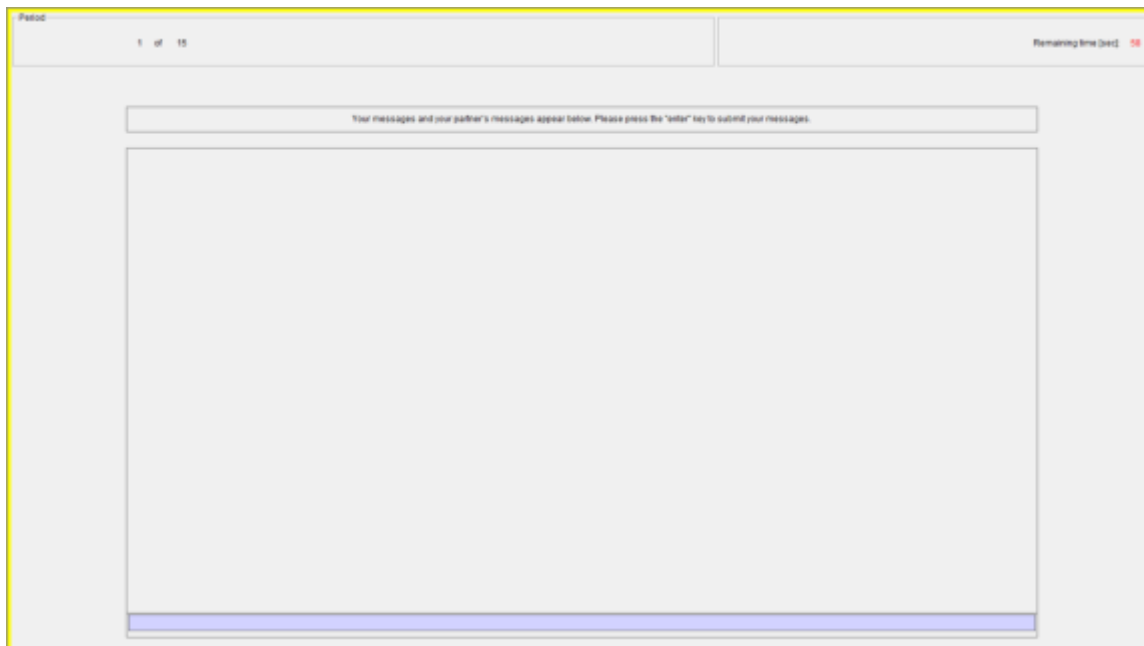 Period
1 of 15
Remaining time [sec]: 58
Your messages and your partner's messages appear below. Please press the "enter" key to submit your messages.